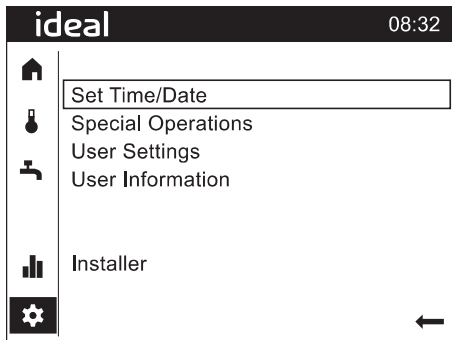 ideal 08:32
Set Time/Date
Special Operations
User Settings
User Information
Installer